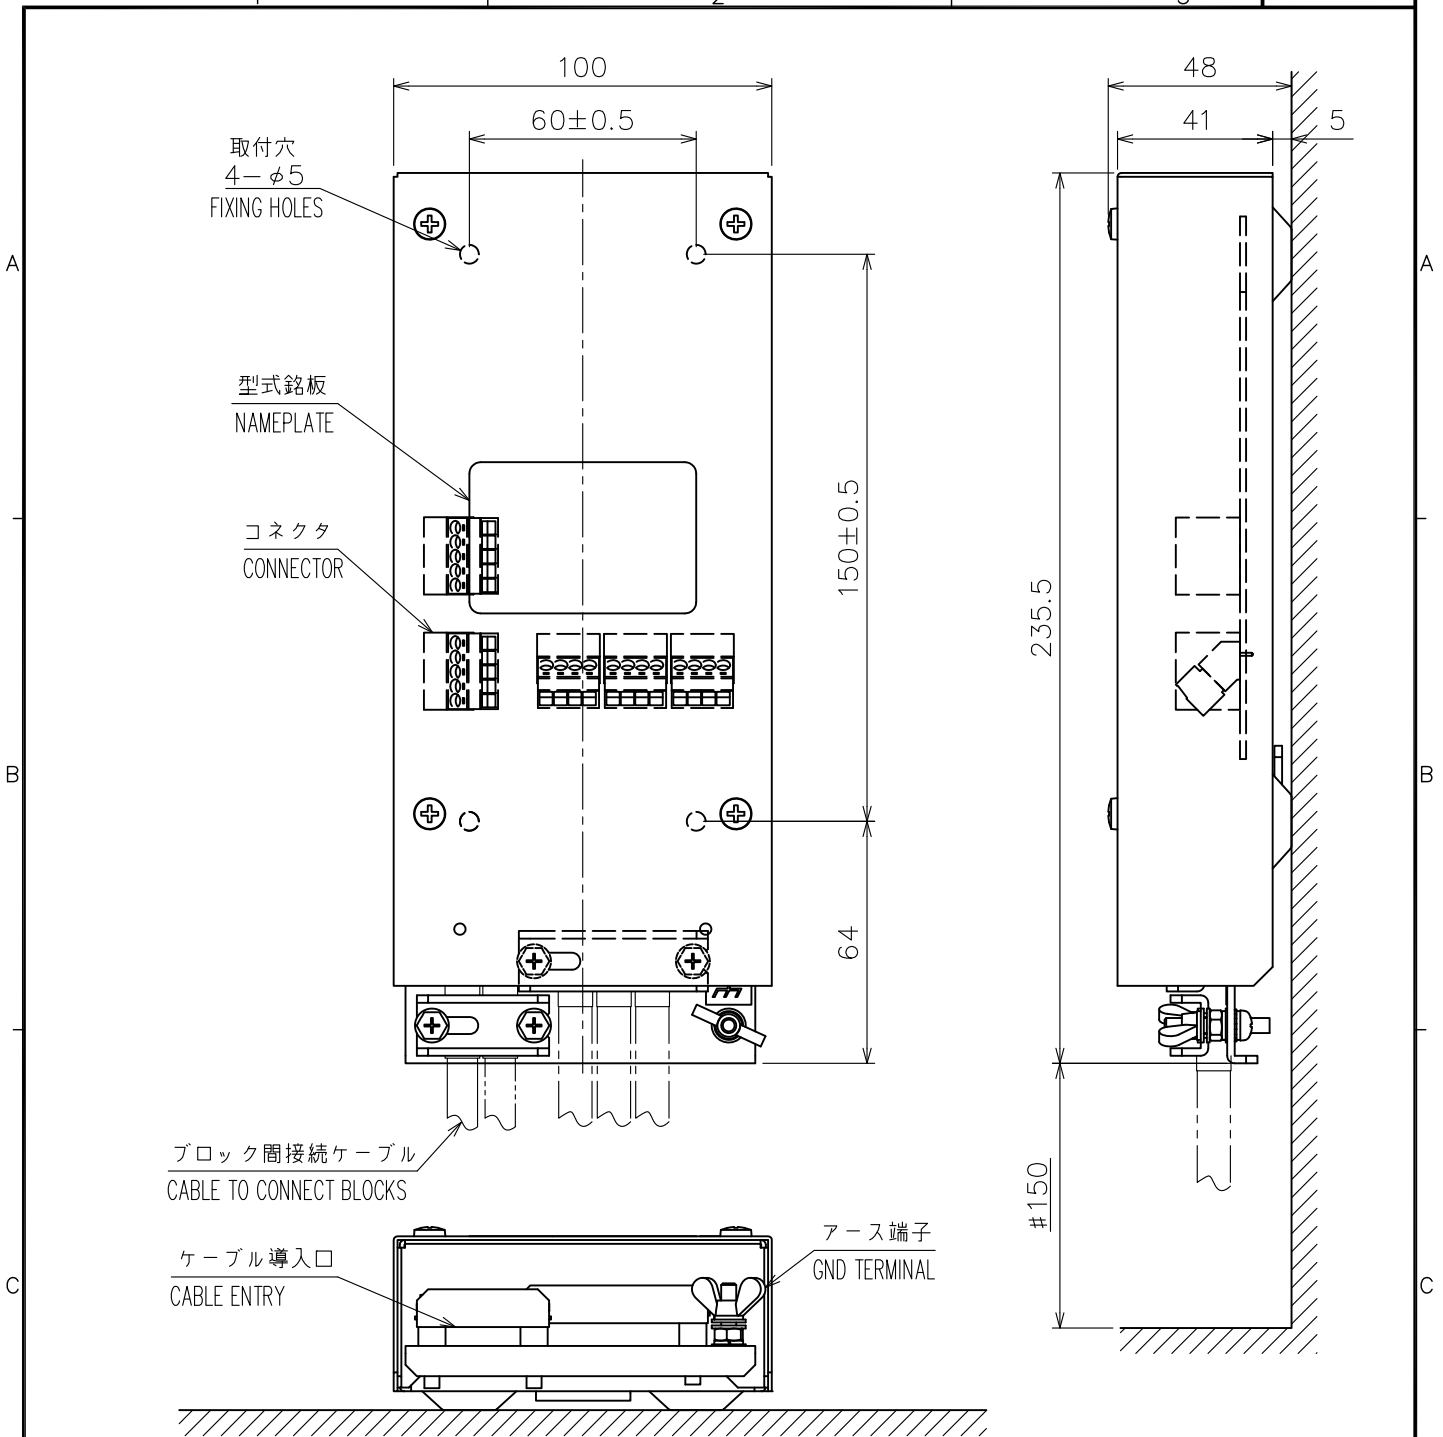 2
100
48
60±0.5
41
5
取付穴
4-φ5
FIXING HOLES
A
A
型式銘板
NAMEPLATE
コネクタ
CONNECTOR
150±0.5
235.5
B
B
64
ブロック間接続ケーブル
CABLE TO CONNECT BLOCKS
#150
アース端子
GND TERMINAL
ケーブル導入口
CABLE ENTRY
C
C